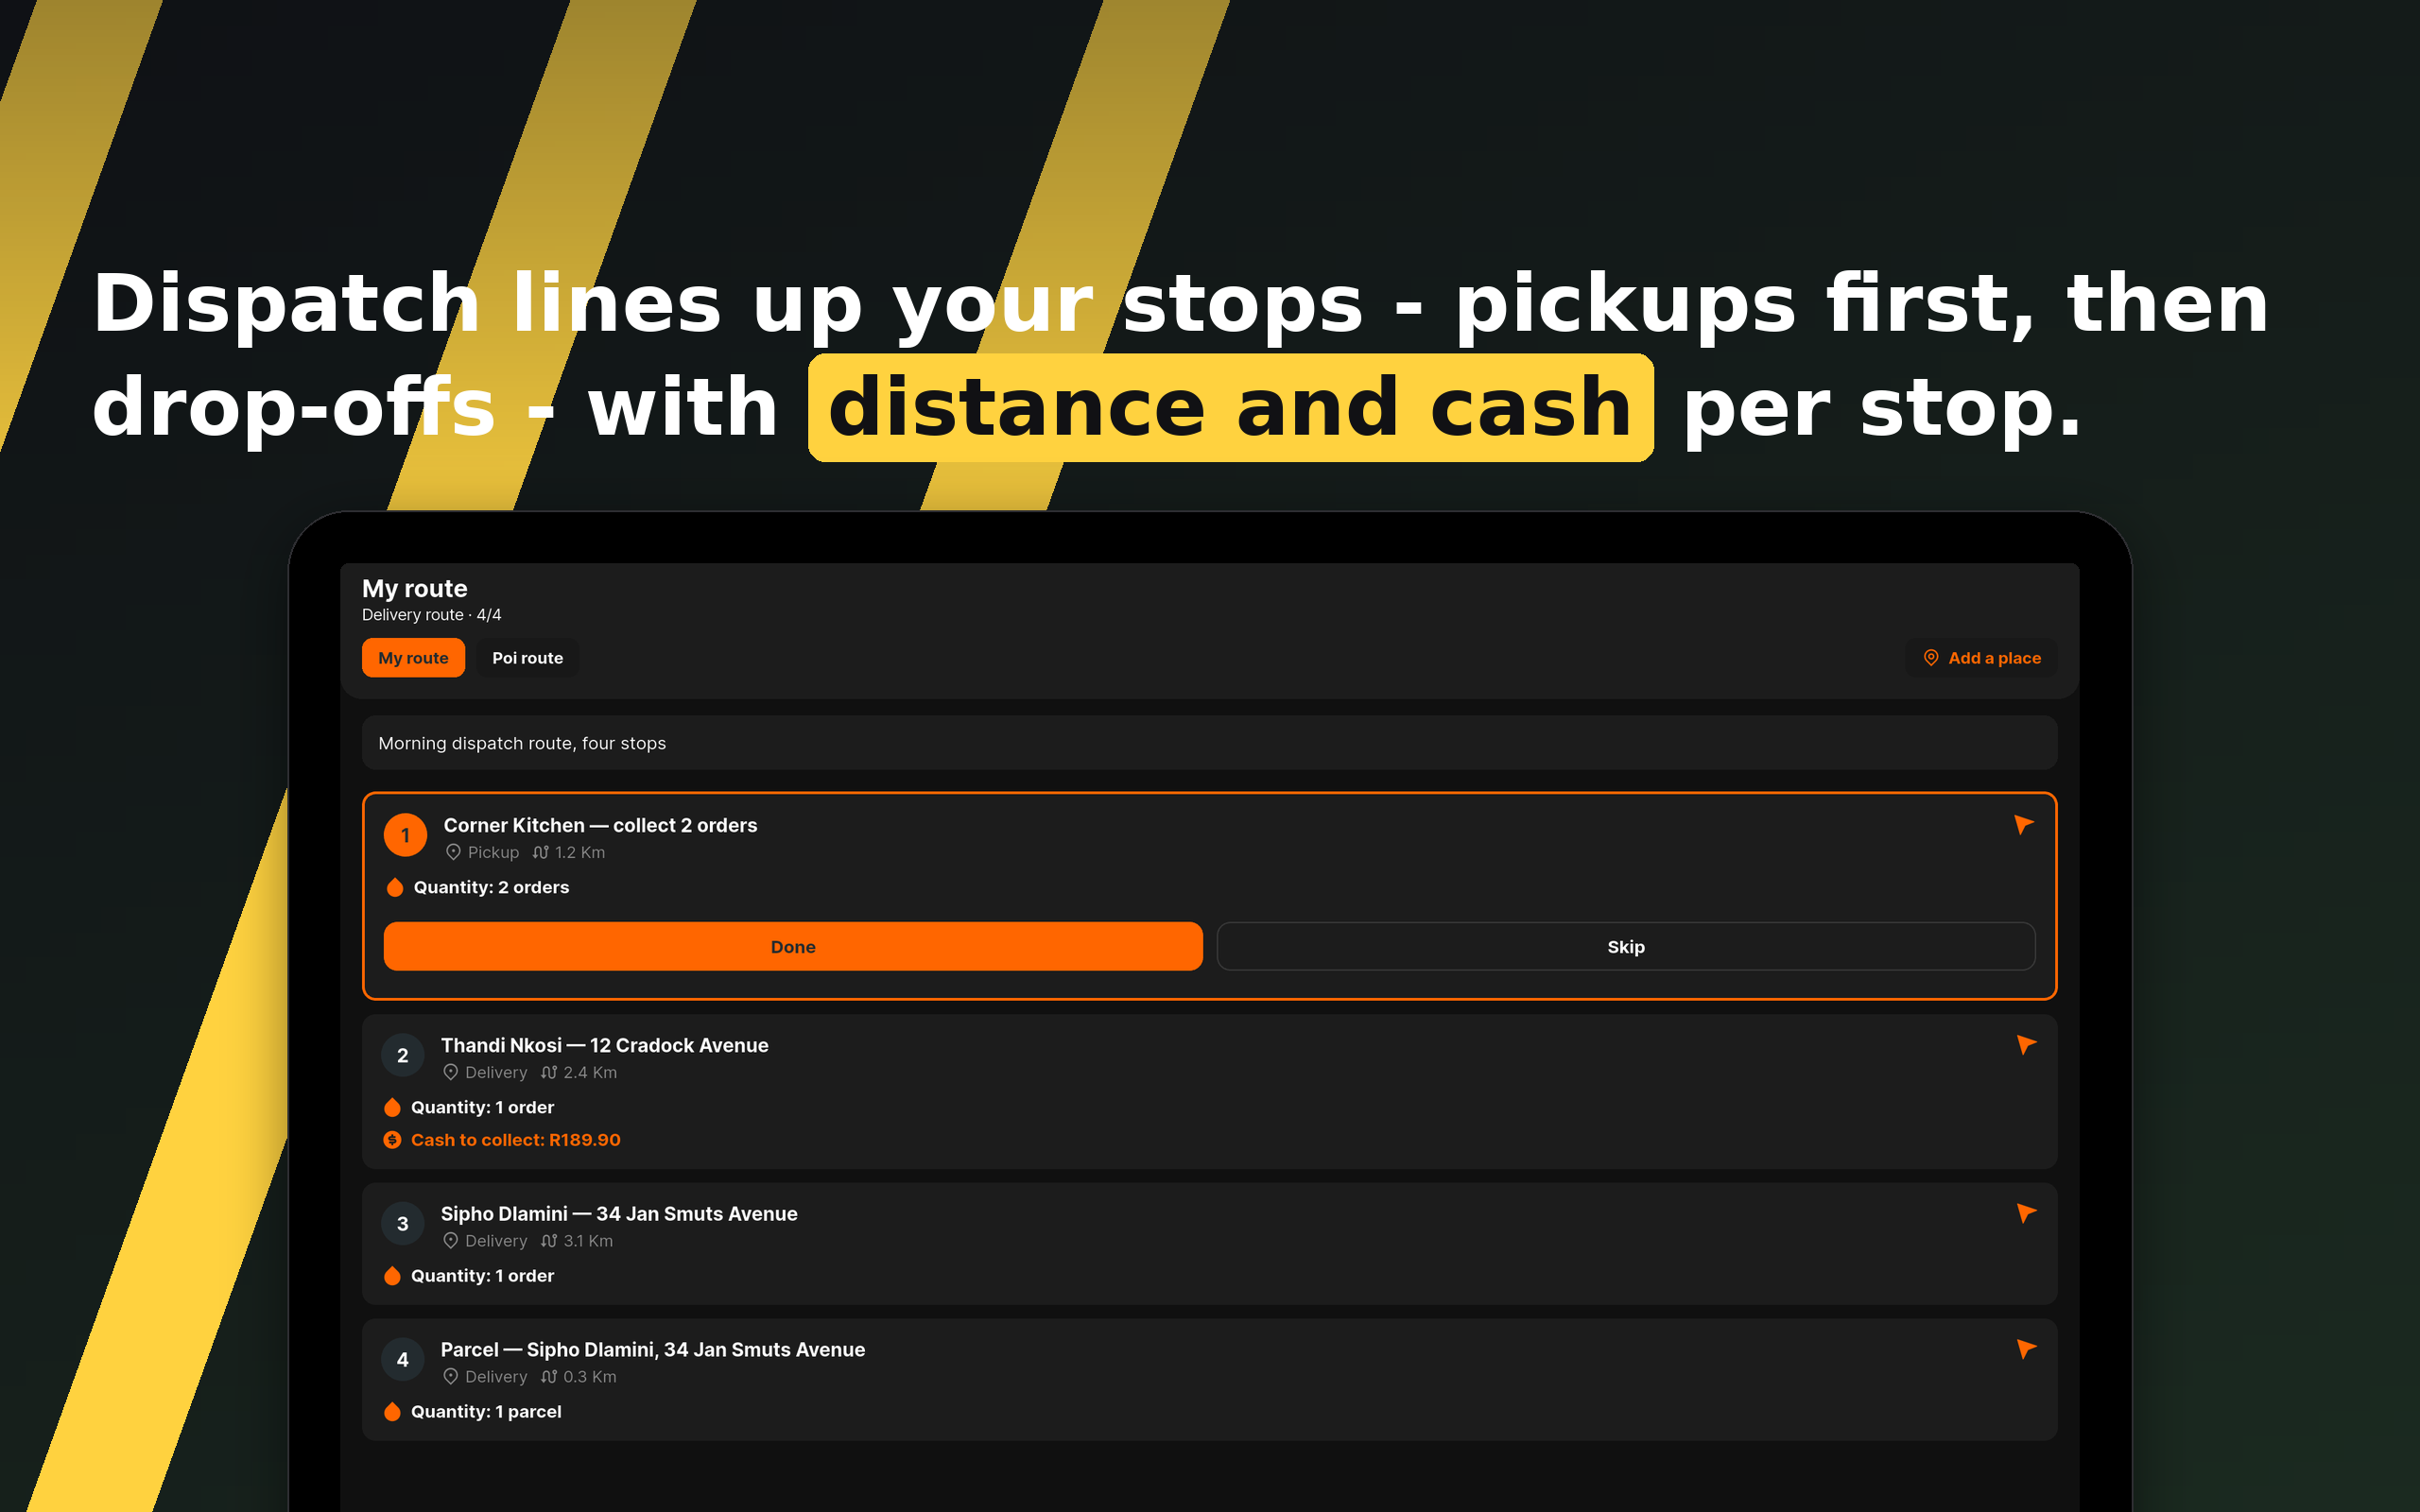 Dispatch lines up your stops - pickups first, then
drop-offs - with distance and cash per stop.
My route
Delivery route · 4/4
My route
Poi route
Add a place
Morning dispatch route, four stops
1
Corner Kitchen — collect 2 orders
Pickup 1.2 Km
Quantity: 2 orders
Done
Skip
2
Thandi Nkosi — 12 Cradock Avenue
Delivery 2.4 Km
Quantity: 1 order
Cash to collect: R189.90
3
Sipho Dlamini — 34 Jan Smuts Avenue
Delivery 3.1 Km
Quantity: 1 order
4
Parcel — Sipho Dlamini, 34 Jan Smuts Avenue
Delivery 0.3 Km
Quantity: 1 parcel